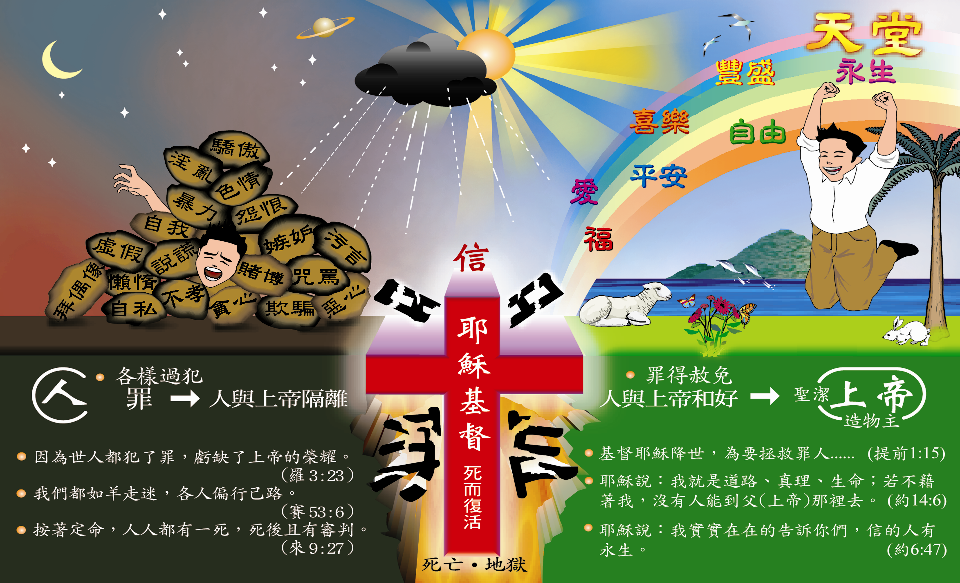 天堂
永生
豐盛
喜樂
自由
平安
愛
福
驕傲
淫亂
色情
暴力
怨恨
自我
嫉妒
污言
虛假
說謊
賭博
咒罵
拜偶像
懶惰
自私
不孝
貪心
欺騙
惡心
信
耶穌基督
死而復活
死亡・地獄
人
各樣過犯
罪 ➡ 人與上帝隔離
因為世人都犯了罪，虧缺了上帝的榮耀。
（羅3:23）
我們都如羊走迷，各人偏行己路。
（賽53:6）
按著定命，人人都有一死，死後且有審判。
（來9:27）
罪得赦免
人與上帝和好 ➡ 聖潔 上帝
造物主
基督耶穌降世，為要拯救罪人...... (提前1:15)
耶穌說：我就是道路、真理、生命；若不藉
著我，沒有人能到父(上帝)那裡去。 (約14:6)
耶穌說：我實實在在的告訴你們，信的人有
永生。 (約6:47)